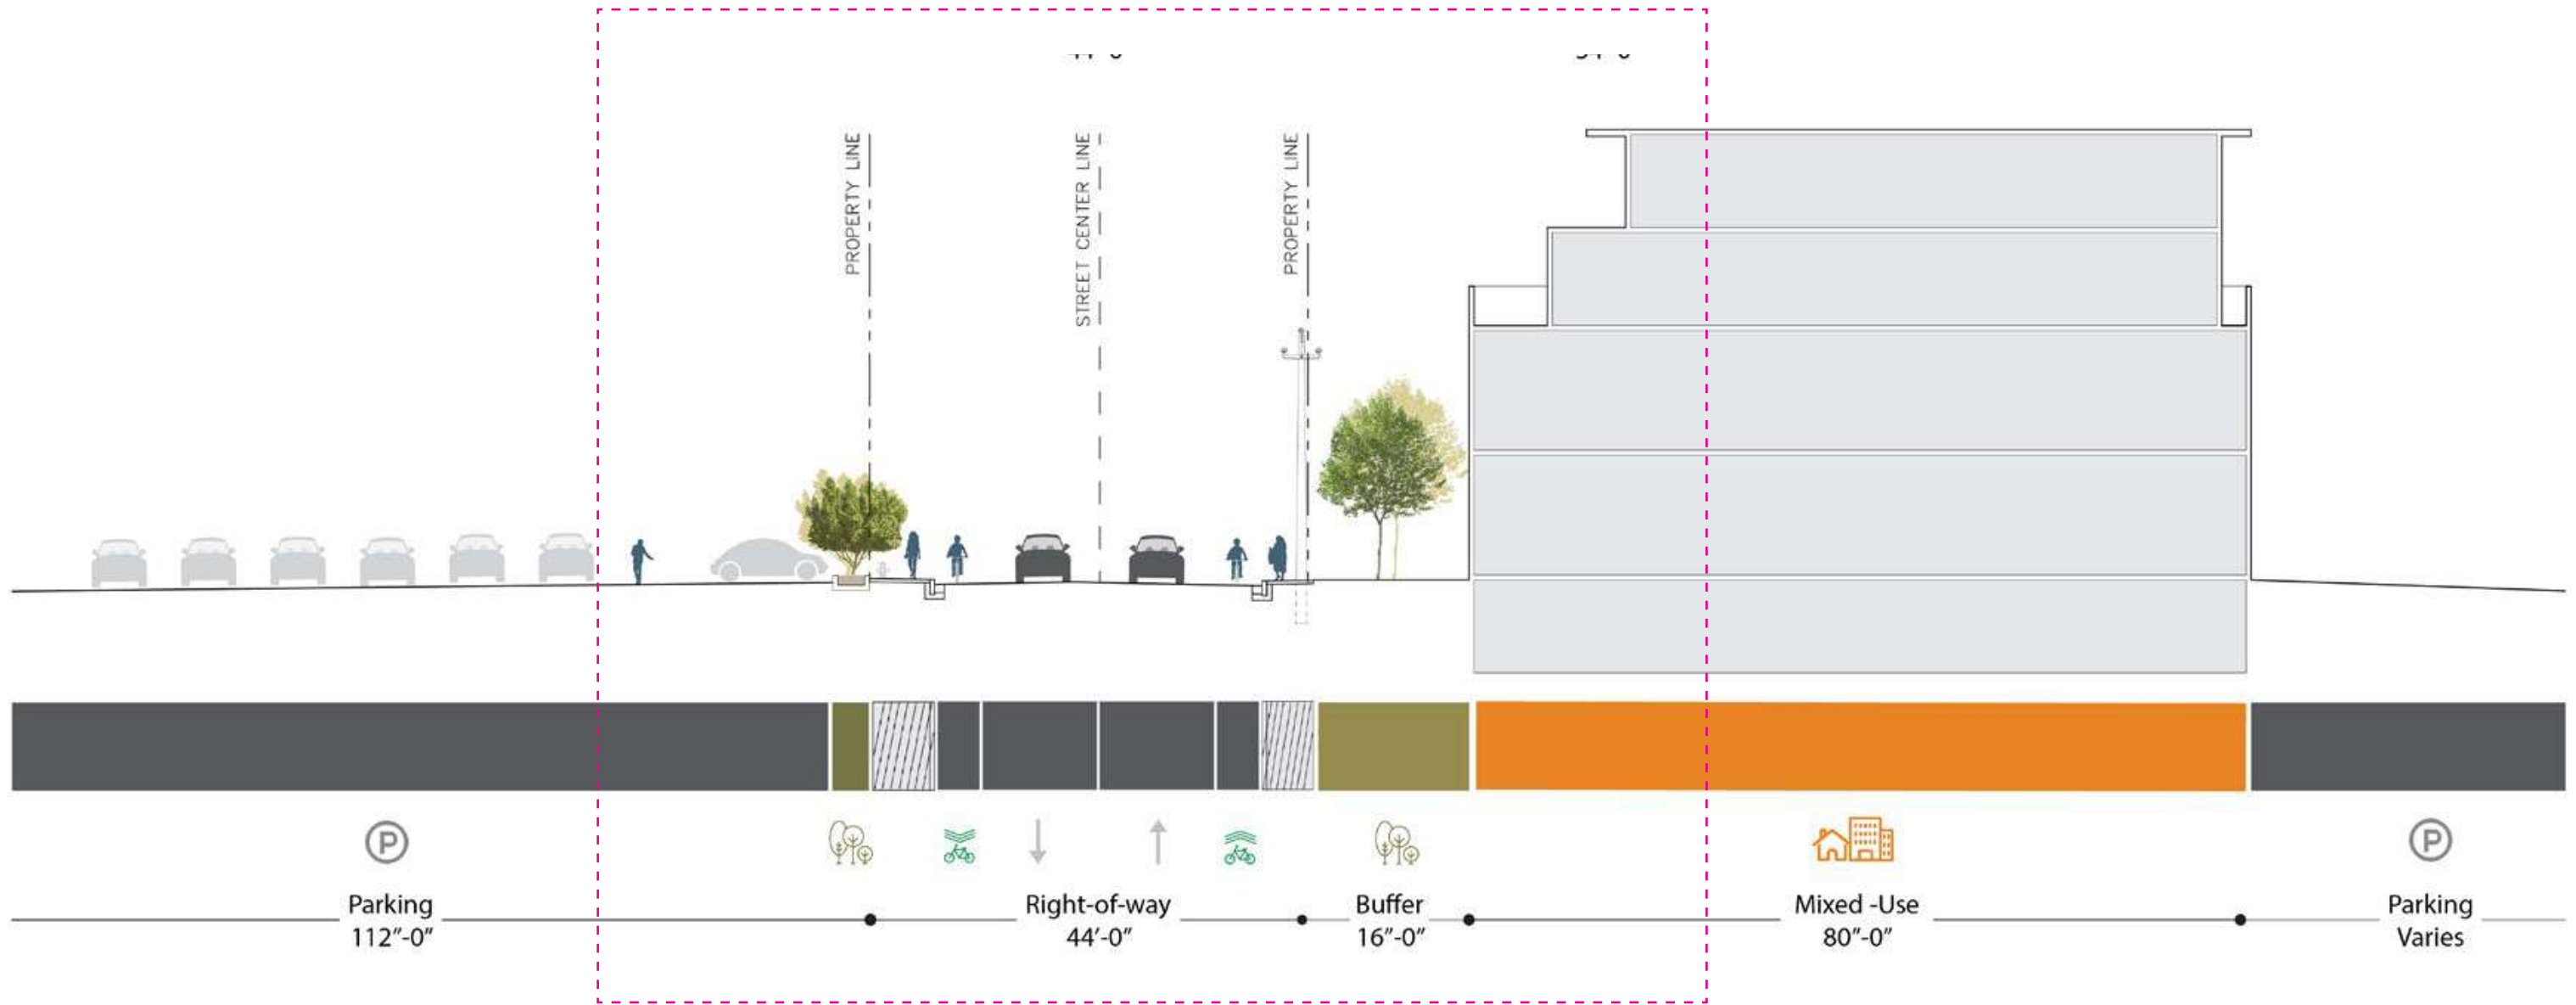 PROPERTY LINE
STREET CENTER LINE
PROPERTY LINE
P
P
Parking
112"-0"
Right-of-way
44'-0"
Buffer
16"-0"
Mixed -Use
80"-0"
Parking
Varies